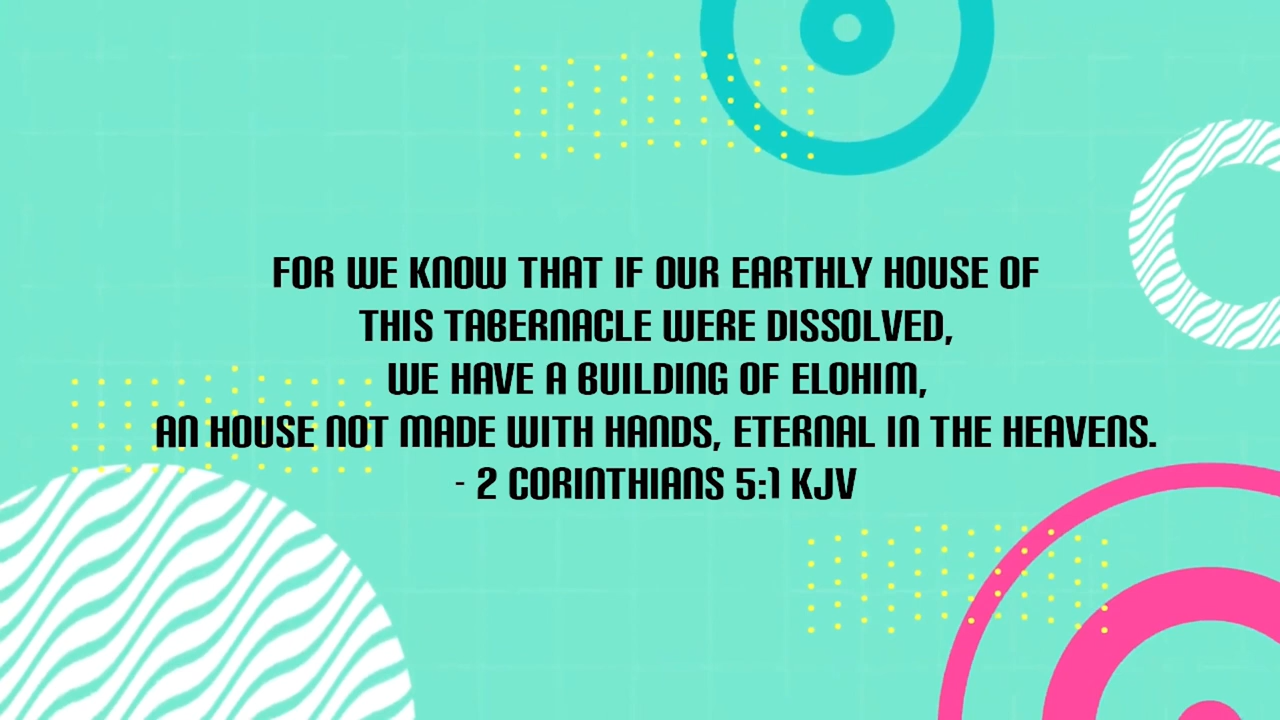 FOR WE KNOW THAT IF OUR EARTHLY HOUSE OF
THIS TABERNACLE WERE DISSOLVED,
WE HAVE A BUILDING OF ELOHIM,
AN HOUSE NOT MADE WITH HANDS, ETERNAL IN THE HEAVENS.
- 2 CORINTHIANS 5:1 KJV